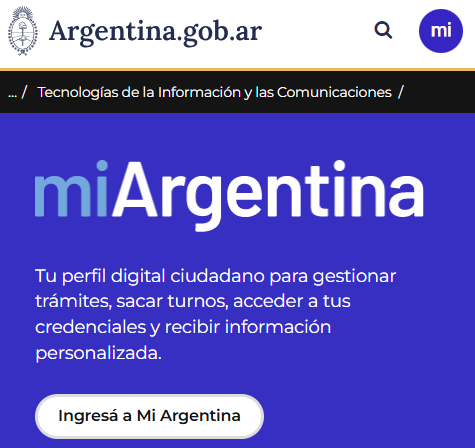 Argentina.gob.ar
mi
... / Tecnologías de la Información y las Comunicaciones /
miArgentina
Tu perfil digital ciudadano para gestionar
trámites, sacar turnos, acceder a tus
credenciales y recibir información
personalizada.
Ingresá a Mi Argentina